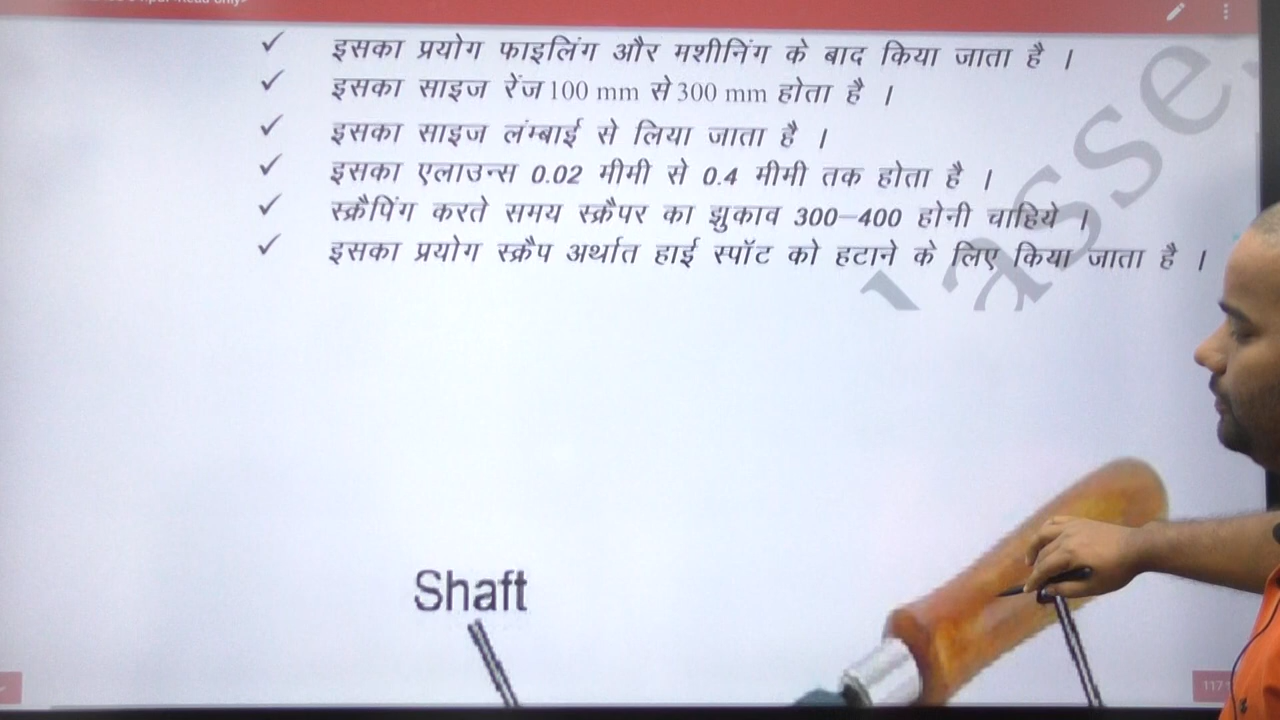 इसका प्रयोग फाइलिंग और मशीनिंग के बाद किया जाता है ।
इसका साइज रेंज 100 mm से 300 mm होता है ।
इसका साइज लंम्बाई से लिया जाता है ।
इसका एलाउन्स 0.02 मीमी से 0.4 मीमी तक होता है ।
स्क्रैपिंग करते समय स्क्रैपर का झुकाव 300–400 होनी चाहिये ।
इसका प्रयोग स्क्रैप अर्थात हाई स्पॉट को हटाने के लिए किया जाता है ।
Shaft